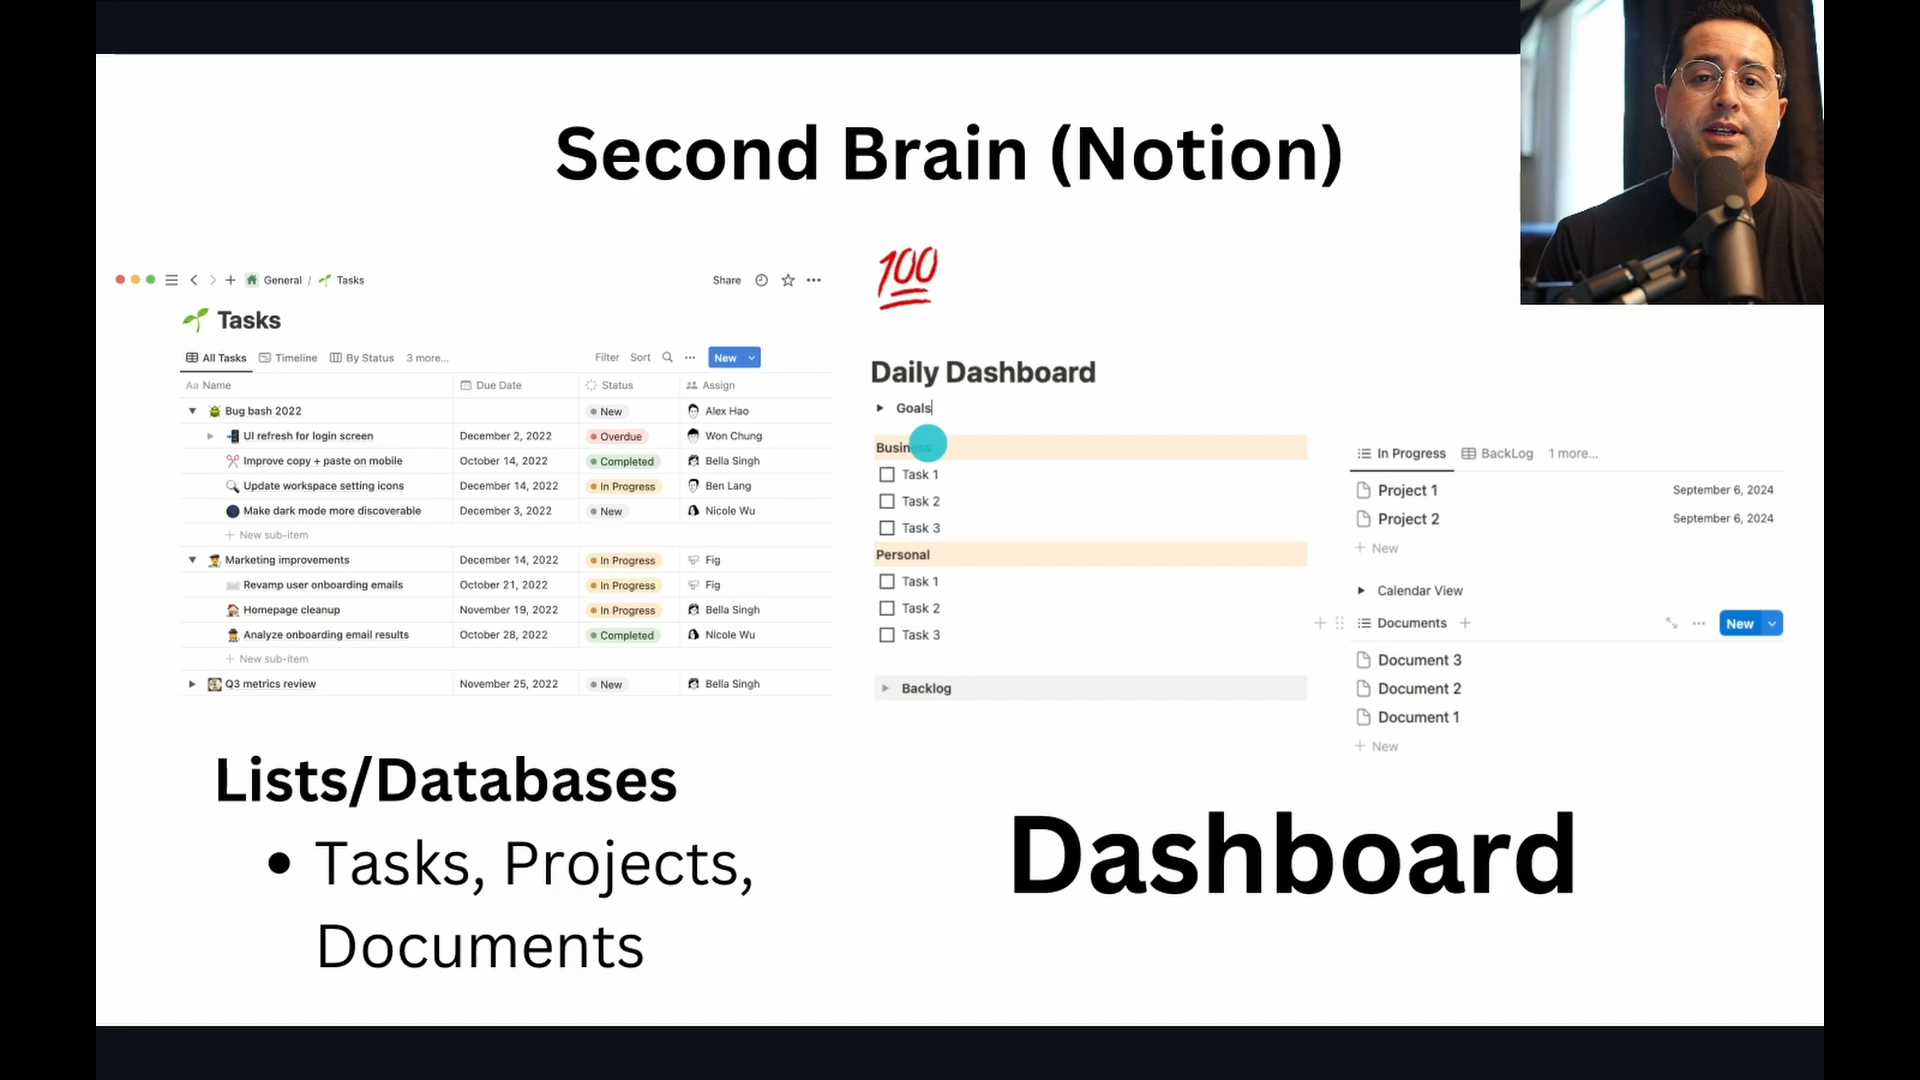 Second Brain (Notion)
General / Tasks
Share
Tasks
All Tasks Timeline By Status 3 more...
Filter Sort New
Aa Name Due Date Status Assign
Bug bash 2022 New Alex Hao
UI refresh for login screen December 2, 2022 Overdue Won Chung
Improve copy + paste on mobile October 14, 2022 Completed Bella Singh
Update workspace setting icons December 14, 2022 In Progress Ben Lang
Make dark mode more discoverable December 3, 2022 New Nicole Wu
+ New sub-item
Marketing improvements December 14, 2022 In Progress Fig
Revamp user onboarding emails October 21, 2022 In Progress Fig
Homepage cleanup November 19, 2022 In Progress Bella Singh
Analyze onboarding email results October 28, 2022 Completed Nicole Wu
+ New sub-item
Q3 metrics review November 25, 2022 New Bella Singh
Lists/Databases
• Tasks, Projects,
Documents
100
Daily Dashboard
Goals
Business
Task 1
Task 2
Task 3
Personal
Task 1
Task 2
Task 3
Backlog
In Progress BackLog 1 more...
Project 1 September 6, 2024
Project 2 September 6, 2024
+ New
Calendar View
Documents + New
Document 3
Document 2
Document 1
+ New
Dashboard